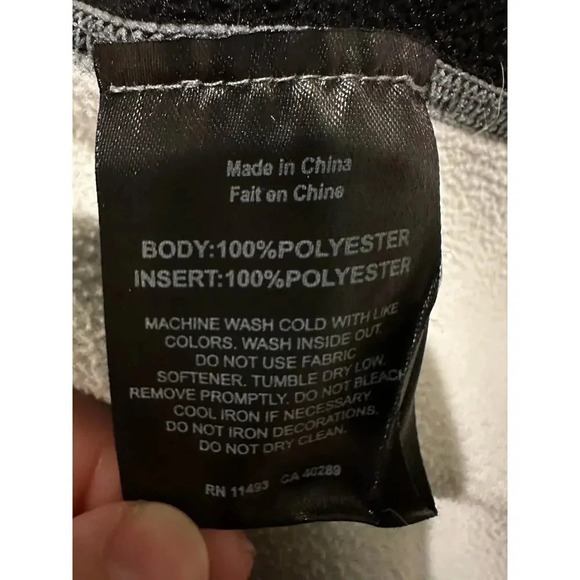 Made in China
Fait en Chine
BODY:100%POLYESTER
INSERT:100%POLYESTER
MACHINE WASH COLD WITH LIKE
COLORS. WASH INSIDE OUT.
DO NOT USE FABRIC
SOFTENER. TUMBLE DRY LOW.
REMOVE PROMPTLY. DO NOT BLEACH
COOL IRON IF NECESSARY
DO NOT IRON DECORATIONS.
DO NOT DRY CLEAN.
RN 11493 CA 40289